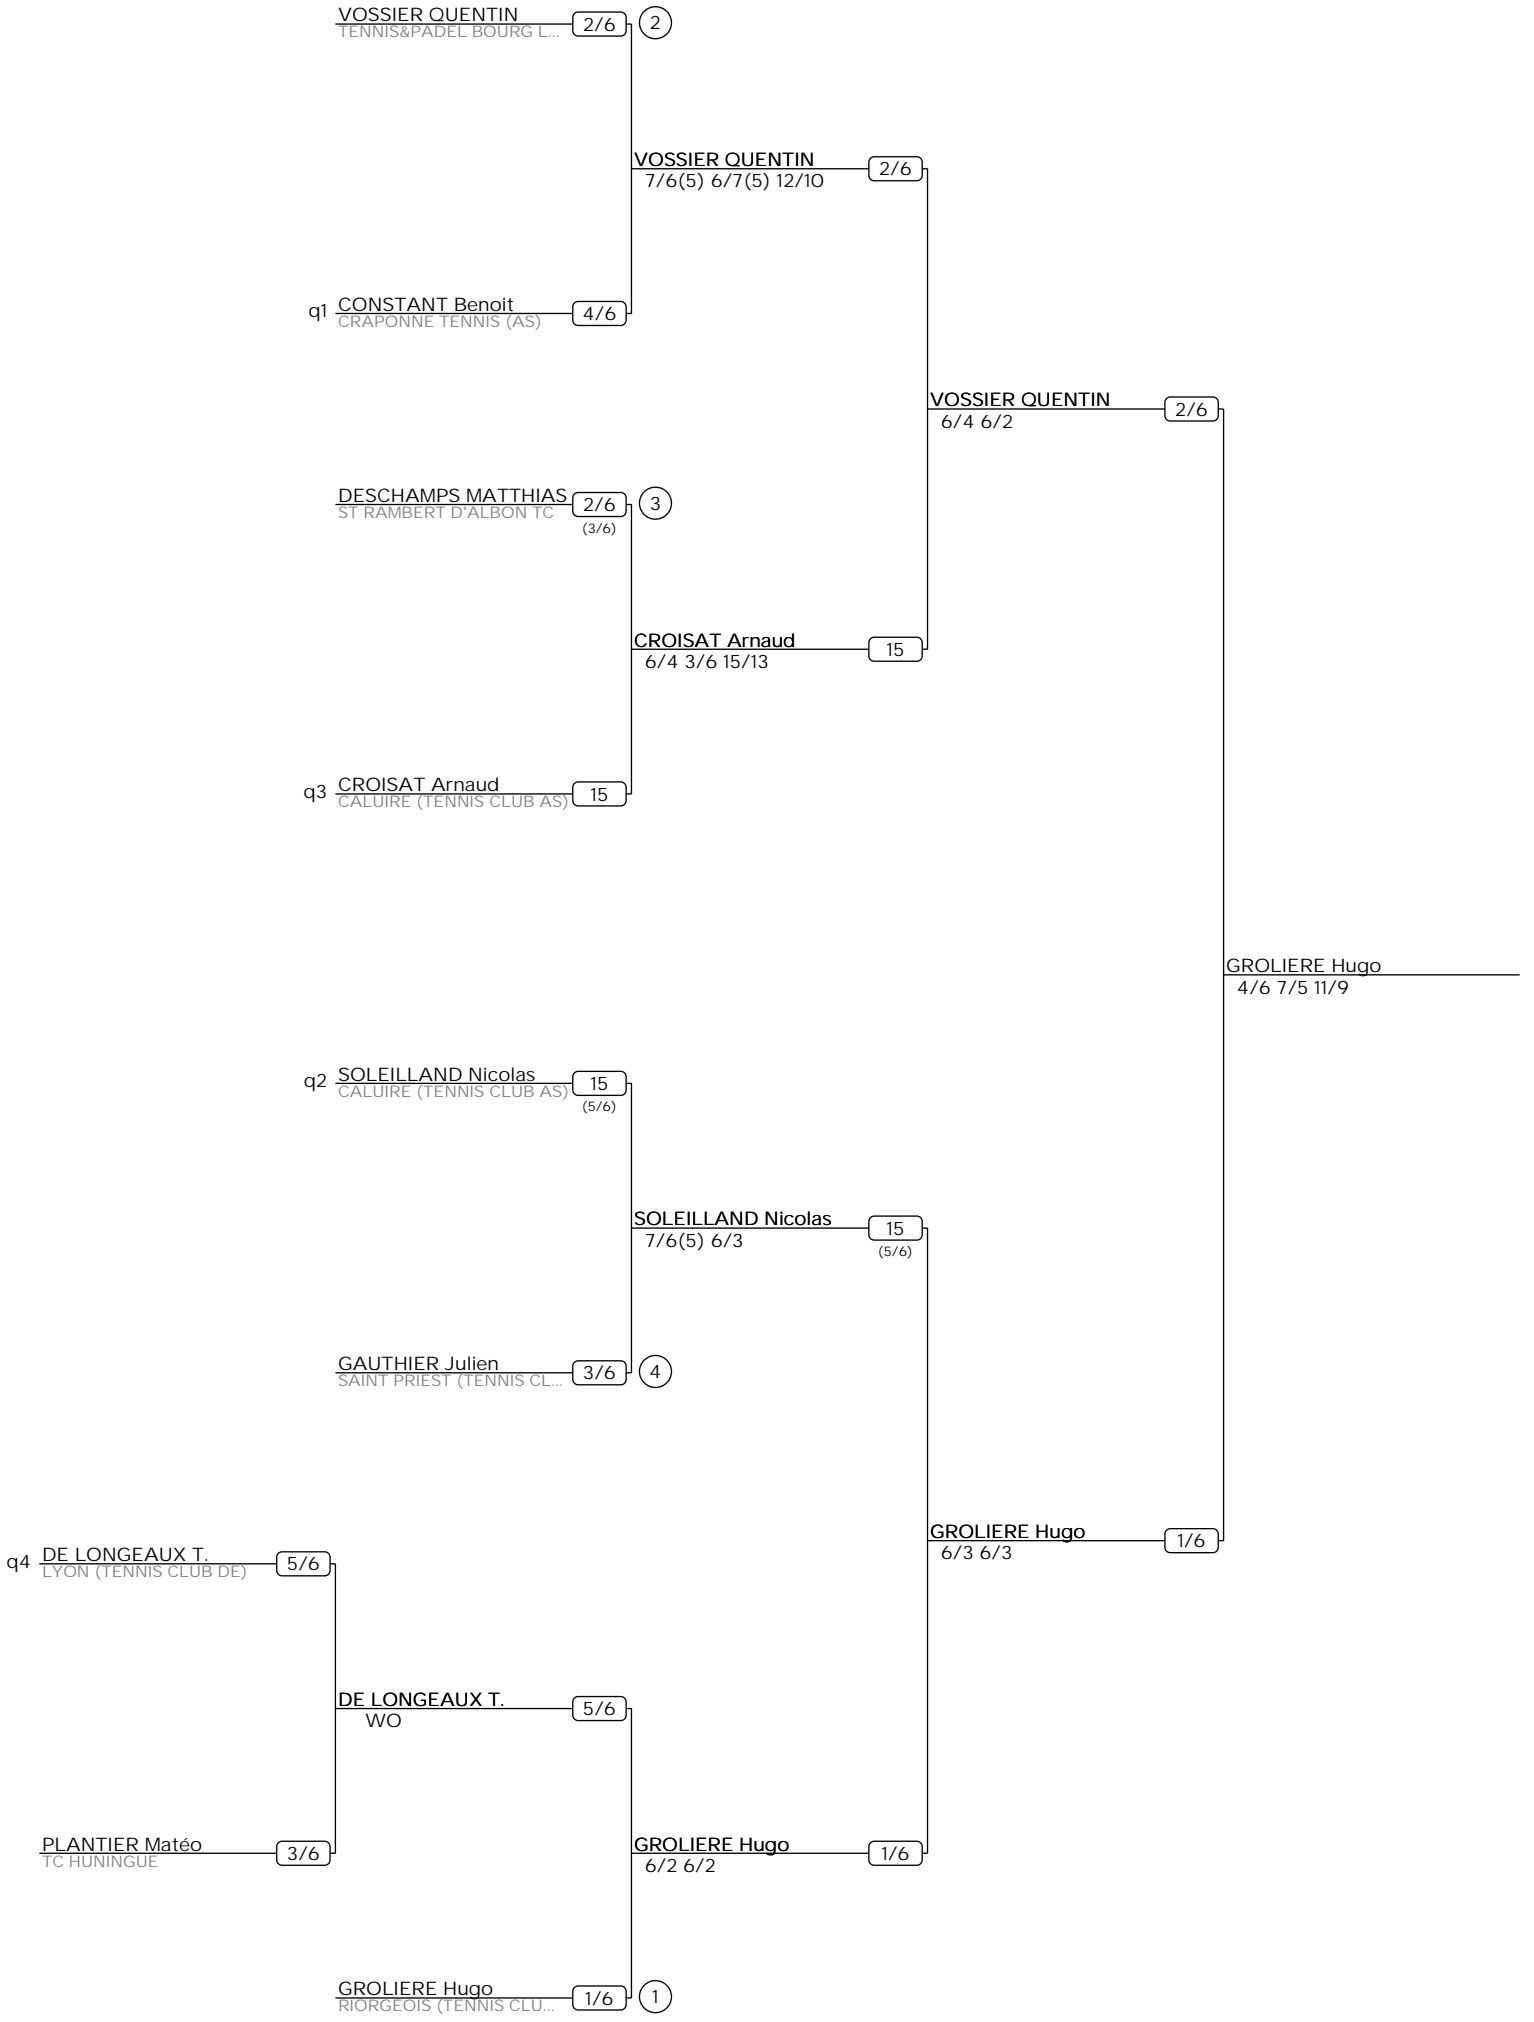 VOSSIER QUENTIN
TENNIS&PADEL BOURG L...
2/6
2
VOSSIER QUENTIN
7/6(5) 6/7(5) 12/10
2/6
q1 CONSTANT Benoit
CRAPONNE TENNIS (AS)
4/6
VOSSIER QUENTIN
6/4 6/2
2/6
DESCHAMPS MATTHIAS
ST RAMBERT D'ALBON TC
2/6
(3/6)
3
CROISAT Arnaud
6/4 3/6 15/13
15
q3 CROISAT Arnaud
CALUIRE (TENNIS CLUB AS)
15
GROLIERE Hugo
4/6 7/5 11/9
q2 SOLEILLAND Nicolas
CALUIRE (TENNIS CLUB AS)
15
(5/6)
SOLEILLAND Nicolas
7/6(5) 6/3
15
(5/6)
GAUTHIER Julien
SAINT PRIEST (TENNIS CL...
3/6
4
GROLIERE Hugo
6/3 6/3
1/6
q4 DE LONGEAUX T.
LYON (TENNIS CLUB DE)
5/6
DE LONGEAUX T.
WO
5/6
PLANTIER Matéo
TC HUNINGUE
3/6
GROLIERE Hugo
6/2 6/2
1/6
GROLIERE Hugo
RIORGEOIS (TENNIS CLU...
1/6
1